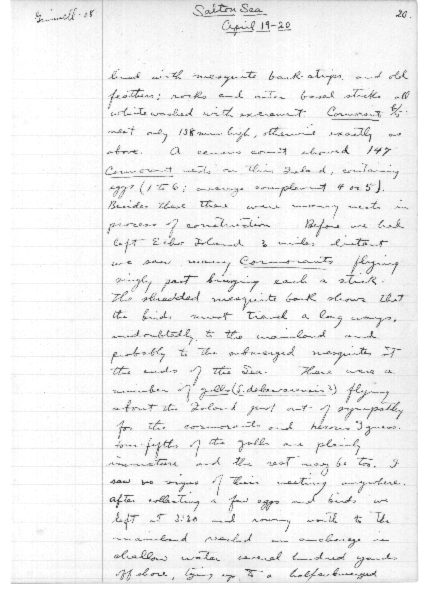 Grinnell - '08
Salton Sea
April 19-20
20.
lined with mesquite bark-strips, and old
feathers; rocks and outer basal sticks all
whitewashed with excrement. Cormorant 6/5-
nest only 138 mm high, otherwise exactly as
above. A census count showed 147
Cormorant nests on this Island, containing
eggs (1 to 6; average complement 4 or 5).
Besides these there were many nests in
process of construction. Before we had
left Echo Island 3 miles distant
we saw many Cormorants flying
singly past bringing each a stick.
The shredded mesquite bark shows that
the birds must travel a long ways,
undoubtedly to the mainland and
probably to the submerged mesquites at
the ends of the Sea. There were a
number of gulls (L. delawarensis?) flying
about the Island just out of sympathy
for the cormorants and herons I guess.
Four-fifths of the gulls are plainly
immature and the rest may be too. I
saw no signs of their nesting anywhere.
After collecting a few eggs and birds we
left at 3:30 and rowing north to the
mainland reached an anchorage in
shallow water several hundred yards
off shore, tying up to a half-submerged